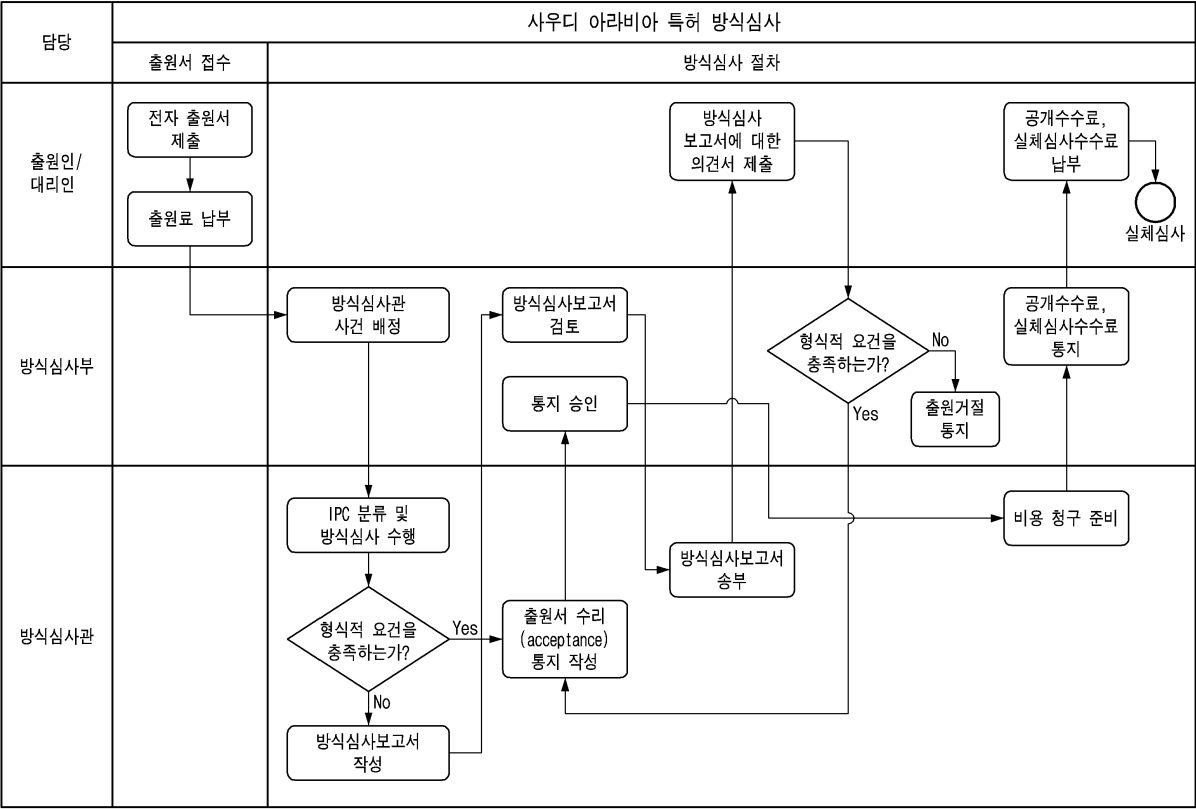 담당
사우디 아라비아 특허 방식심사
출원서 접수
방식심사 절차
출원인/
대리인
전자 출원서
제출
출원료 납부
방식심사
보고서에 대한
의견서 제출
공개수수료,
실체심사수수료
납부
실체심사
방식심사부
방식심사관
사건 배정
방식심사보고서
검토
통지 승인
형식적 요건을
충족하는가?
No
Yes
출원거절
통지
공개수수료,
실체심사수수료
통지
방식심사관
IPC 분류 및
방식심사 수행
형식적 요건을
충족하는가?
Yes
No
방식심사보고서
작성
출원서 수리
(acceptance)
통지 작성
방식심사보고서
송부
비용 청구 준비